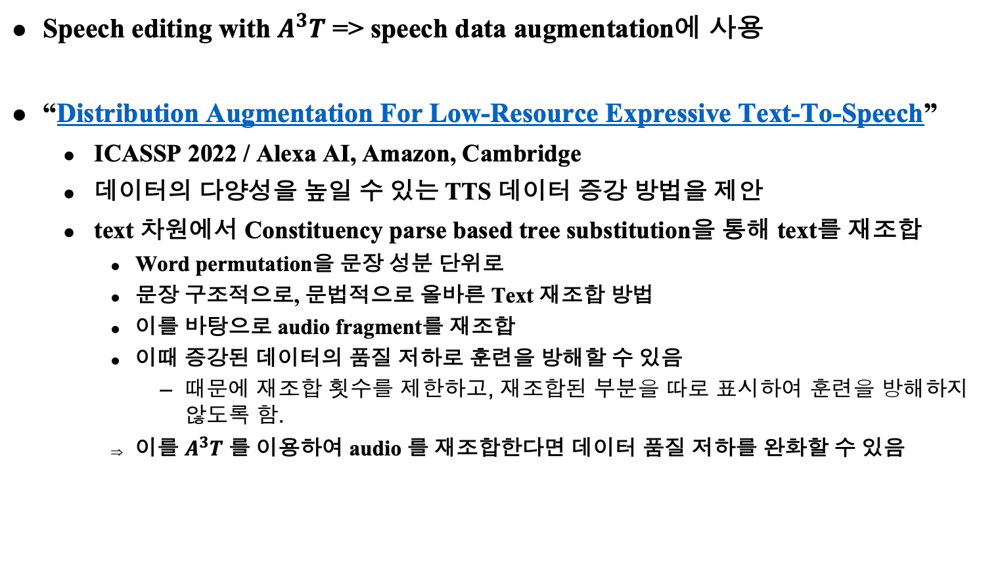 ● Speech editing with A³T => speech data augmentation에 사용
● “Distribution Augmentation For Low-Resource Expressive Text-To-Speech”
● ICASSP 2022 / Alexa AI, Amazon, Cambridge
● 데이터의 다양성을 높일 수 있는 TTS 데이터 증강 방법을 제안
● text 차원에서 Constituency parse based tree substitution을 통해 text를 재조합
● Word permutation을 문장 성분 단위로
● 문장 구조적으로, 문법적으로 올바른 Text 재조합 방법
● 이를 바탕으로 audio fragment를 재조합
● 이때 증강된 데이터의 품질 저하로 훈련을 방해할 수 있음
– 때문에 재조합 횟수를 제한하고, 재조합된 부분을 따로 표시하여 훈련을 방해하지
않도록 함.
⇒ 이를 A³T 를 이용하여 audio 를 재조합한다면 데이터 품질 저하를 완화할 수 있음